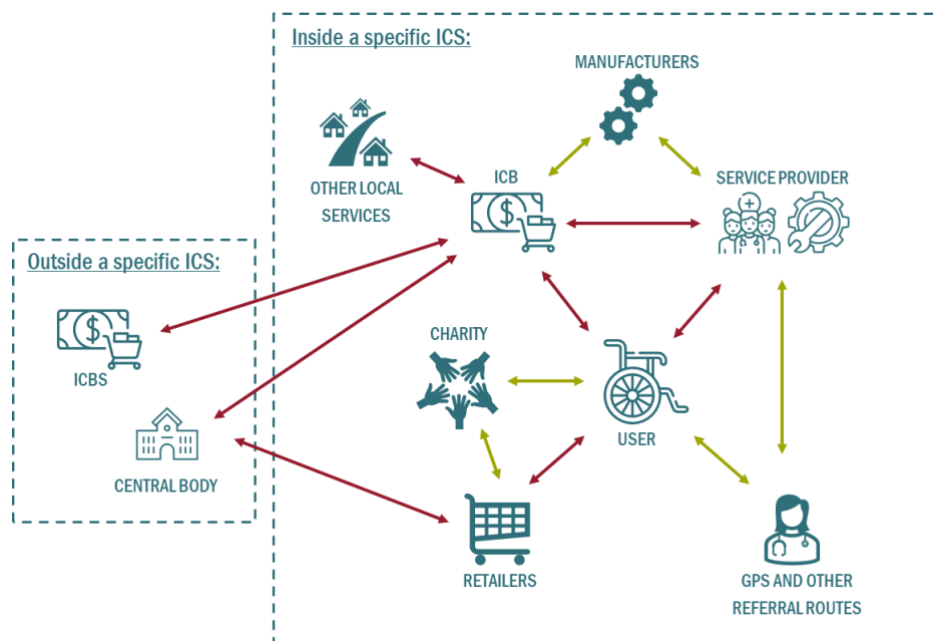 Inside a specific ICS:
MANUFACTURERS
OTHER LOCAL
SERVICES
ICB
$
SERVICE PROVIDER
Outside a specific ICS:
$
ICBS
CENTRAL BODY
CHARITY
USER
RETAILERS
GPS AND OTHER
REFERRAL ROUTES